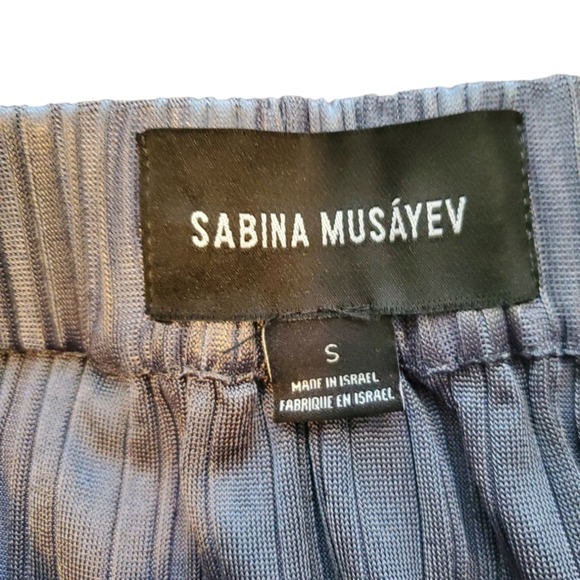 SABINA MUSÁYEV
S
MADE IN ISRAEL
FABRIQUE EN ISRAEL